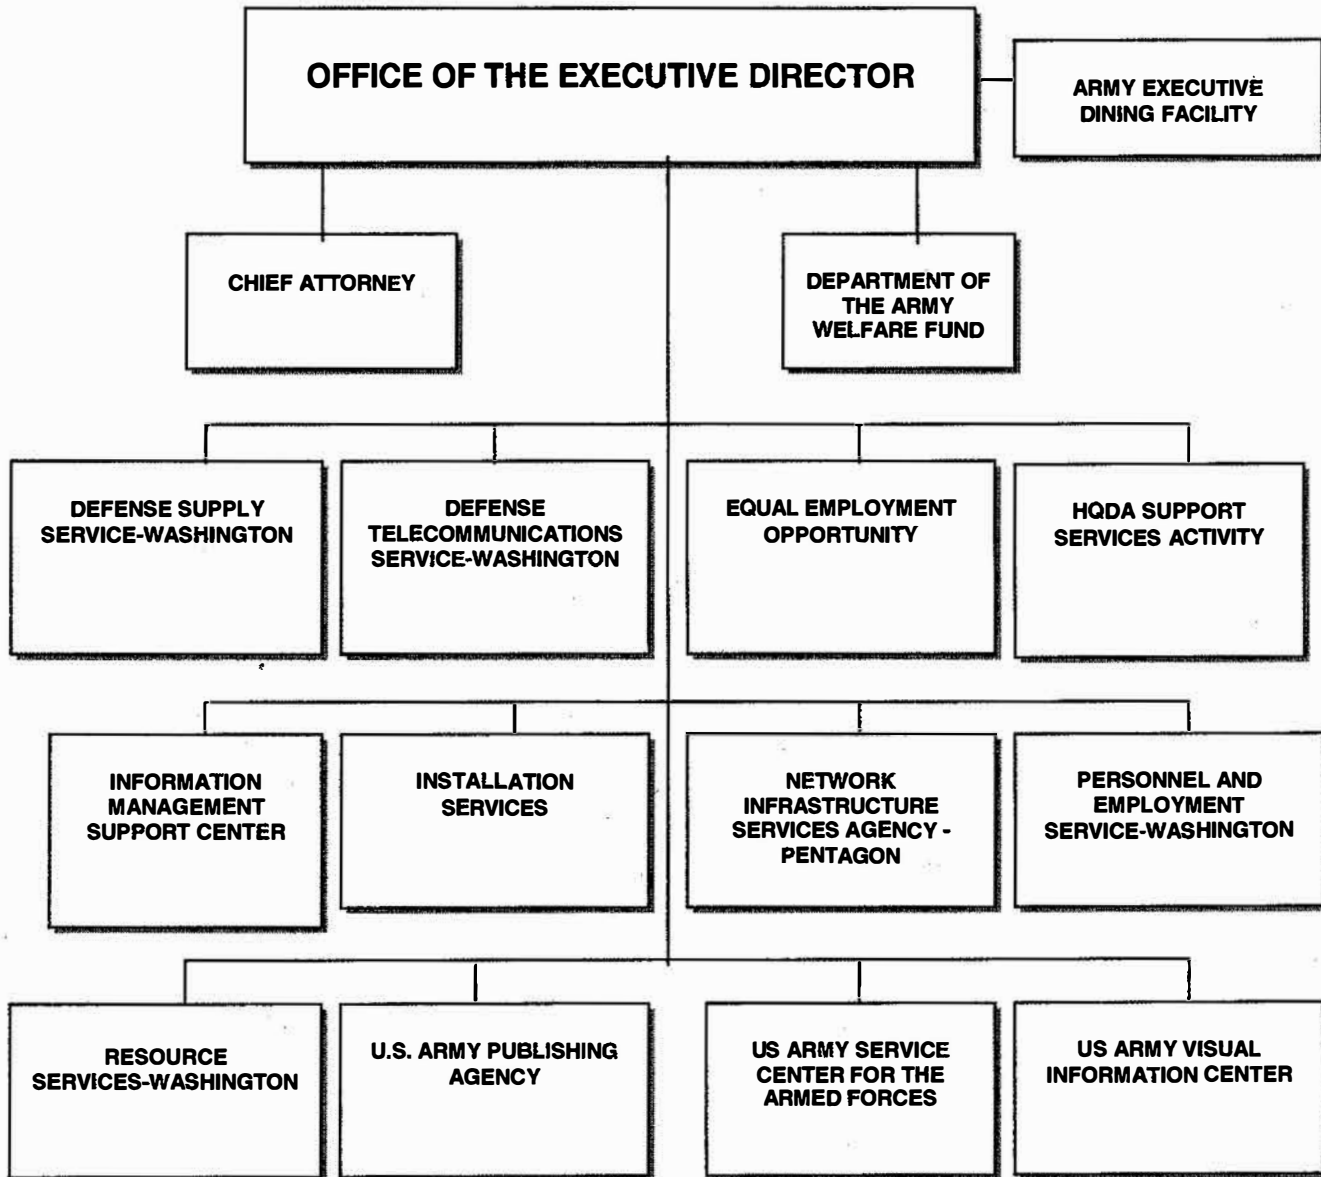 OFFICE OF THE EXECUTIVE DIRECTOR
ARMY EXECUTIVE
DINING FACILITY
CHIEF ATTORNEY
DEPARTMENT OF
THE ARMY
WELFARE FUND
DEFENSE SUPPLY
SERVICE-WASHINGTON
DEFENSE
TELECOMMUNICATIONS
SERVICE-WASHINGTON
EQUAL EMPLOYMENT
OPPORTUNITY
HQDA SUPPORT
SERVICES ACTIVITY
INFORMATION
MANAGEMENT
SUPPORT CENTER
INSTALLATION
SERVICES
NETWORK
INFRASTRUCTURE
SERVICES AGENCY -
PENTAGON
PERSONNEL AND
EMPLOYMENT
SERVICE-WASHINGTON
RESOURCE
SERVICES-WASHINGTON
U.S. ARMY PUBLISHING
AGENCY
US ARMY SERVICE
CENTER FOR THE
ARMED FORCES
US ARMY VISUAL
INFORMATION CENTER